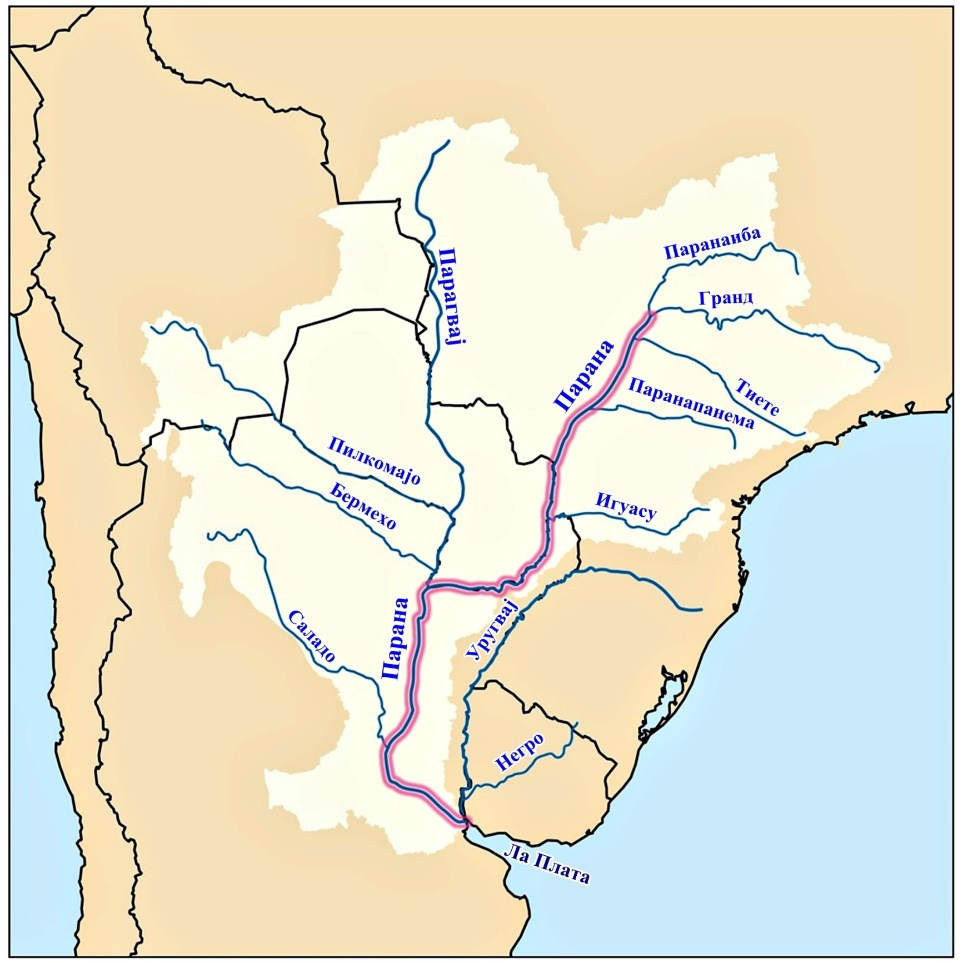 Паранаиба
Гранд
Парагвај
Парана
Тиете
Паранапанема
Пилкомајо
Бермехо
Игуасу
Парана
Уругвај
Саладо
Негро
Ла Плата